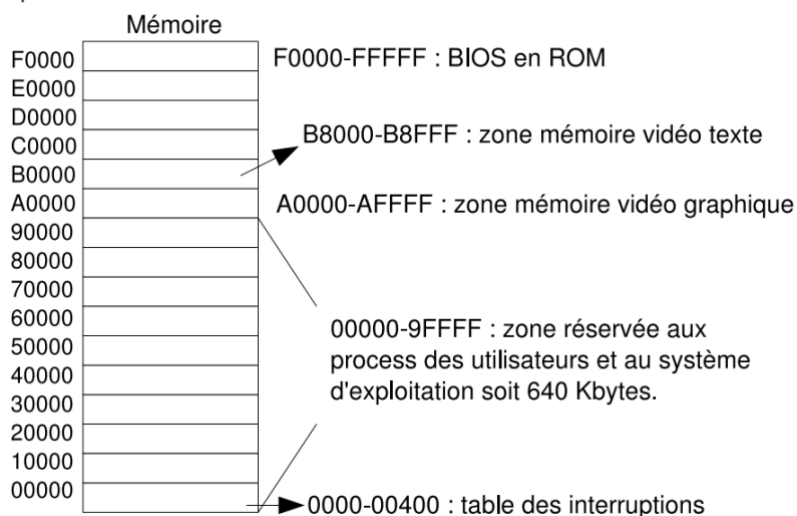 Mémoire
F0000
F0000-FFFFF : BIOS en ROM
E0000
D0000
B8000-B8FFF : zone mémoire vidéo texte
C0000
B0000
A0000
A0000-AFFFF : zone mémoire vidéo graphique
90000
80000
70000
60000
00000-9FFFF : zone réservée aux
50000
process des utilisateurs et au système
40000
d'exploitation soit 640 Kbytes.
30000
20000
10000
00000
0000-00400 : table des interruptions